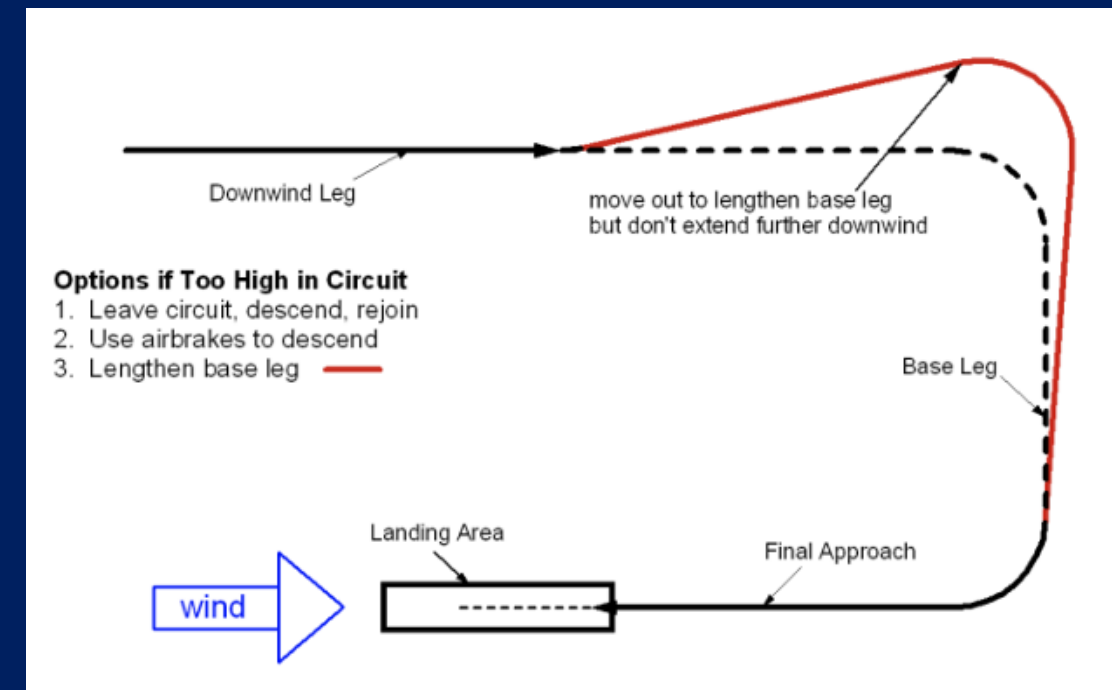 Downwind Leg
move out to lengthen base leg
but don't extend further downwind
Options if Too High in Circuit
1. Leave circuit, descend, rejoin
2. Use airbrakes to descend
3. Lengthen base leg
Base Leg
Landing Area
Final Approach
wind